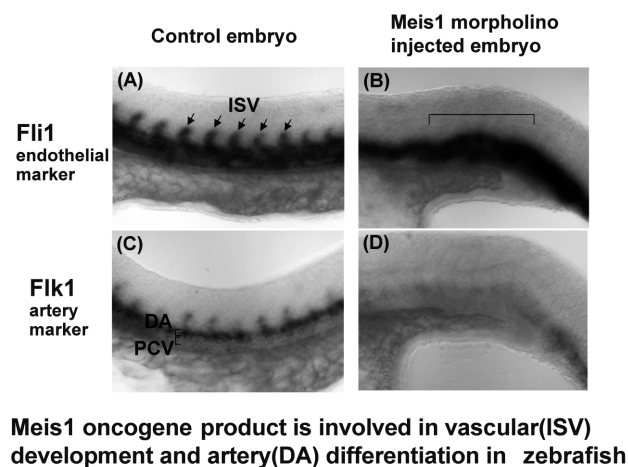 Control embryo
Meis1 morpholino
injected embryo
(A)
ISV
(B)
Fli1
endothelial
marker
(C)
DA
PCV
(D)
Flk1
artery
marker
Meis1 oncogene product is involved in vascular(ISV)
development and artery(DA) differentiation in zebrafish